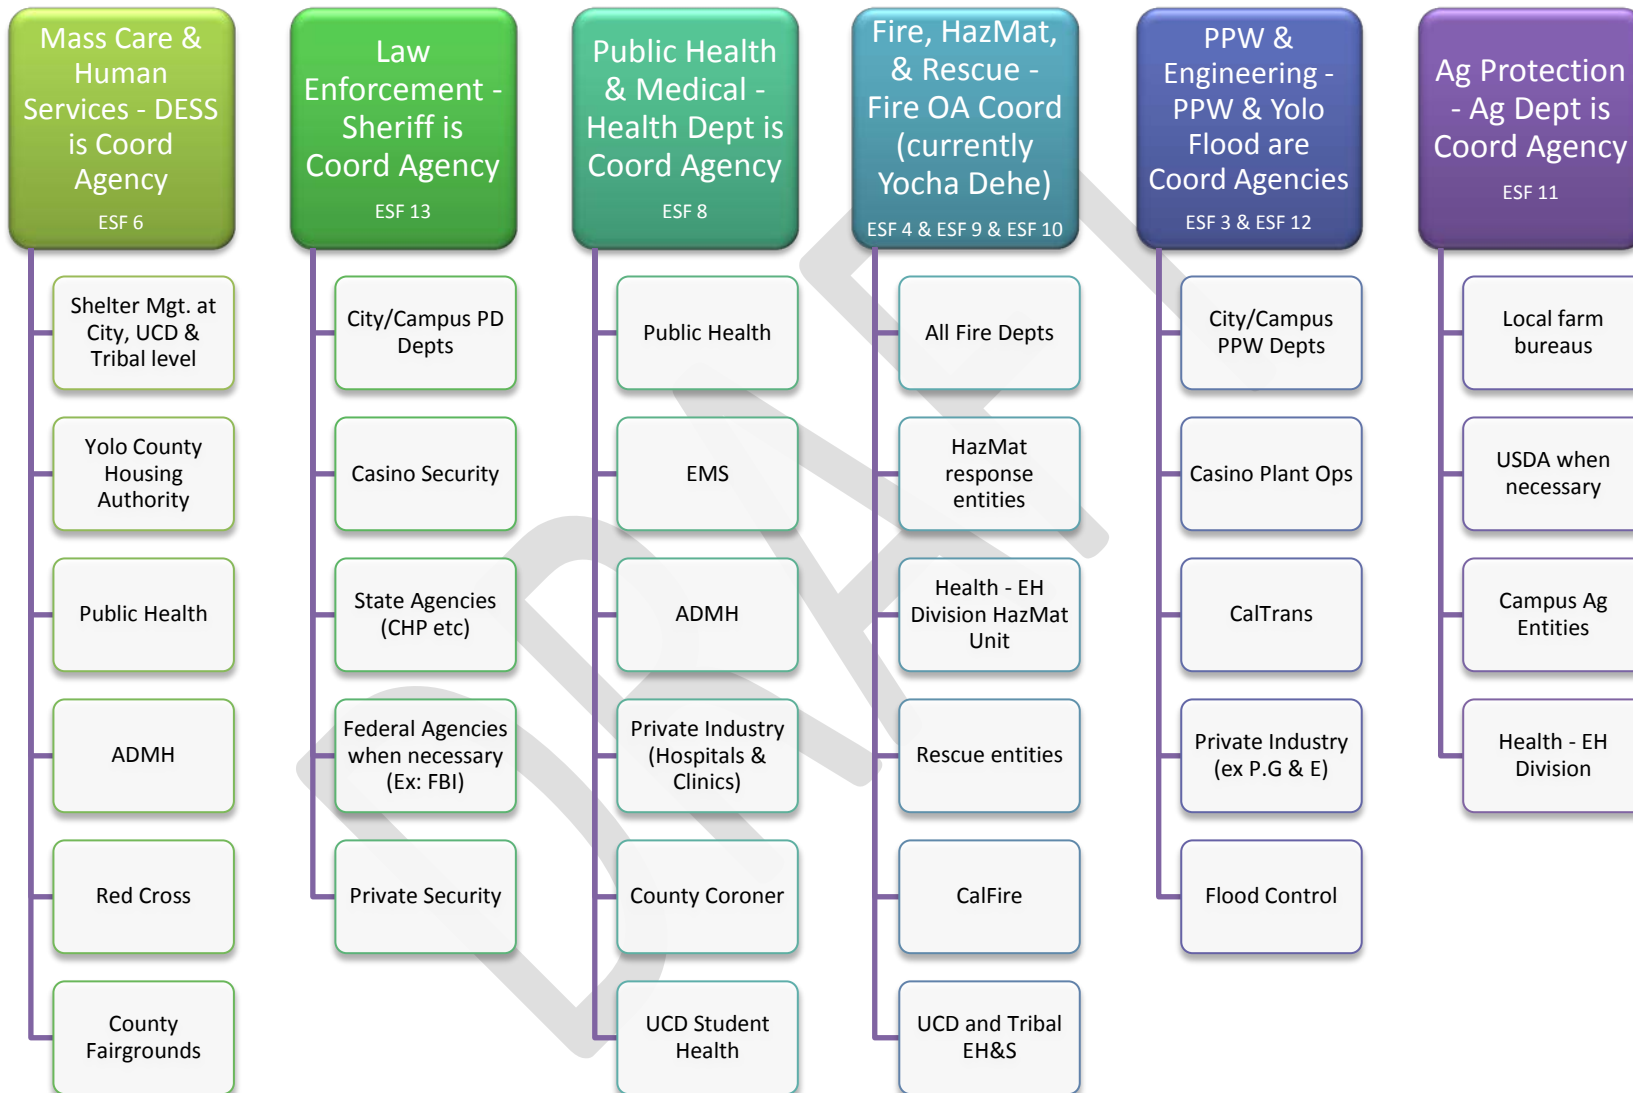 Mass Care &
Human
Services - DESS
is Coord
Agency
ESF 6
Shelter Mgt. at
City, UCD &
Tribal level
Yolo County
Housing
Authority
Public Health
ADMH
Red Cross
County
Fairgrounds
Law
Enforcement -
Sheriff is
Coord Agency
ESF 13
City/Campus PD
Depts
Casino Security
State Agencies
(CHP etc)
Federal Agencies
when necessary
(Ex: FBI)
Private Security
Public Health
& Medical -
Health Dept is
Coord Agency
ESF 8
Public Health
EMS
ADMH
Private Industry
(Hospitals &
Clinics)
County Coroner
UCD Student
Health
Fire, HazMat,
& Rescue -
Fire OA Coord
(currently
Yocha Dehe)
ESF 4 & ESF 9 & ESF 10
All Fire Depts
HazMat
response
entities
Health - EH
Division HazMat
Unit
Rescue entities
CalFire
UCD and Tribal
EH&S
PPW &
Engineering -
PPW & Yolo
Flood are
Coord Agencies
ESF 3 & ESF 12
City/Campus
PPW Depts
Casino Plant Ops
CalTrans
Private Industry
(ex P.G & E)
Flood Control
Ag Protection
- Ag Dept is
Coord Agency
ESF 11
Local farm
bureaus
USDA when
necessary
Campus Ag
Entities
Health - EH
Division
DRAFT